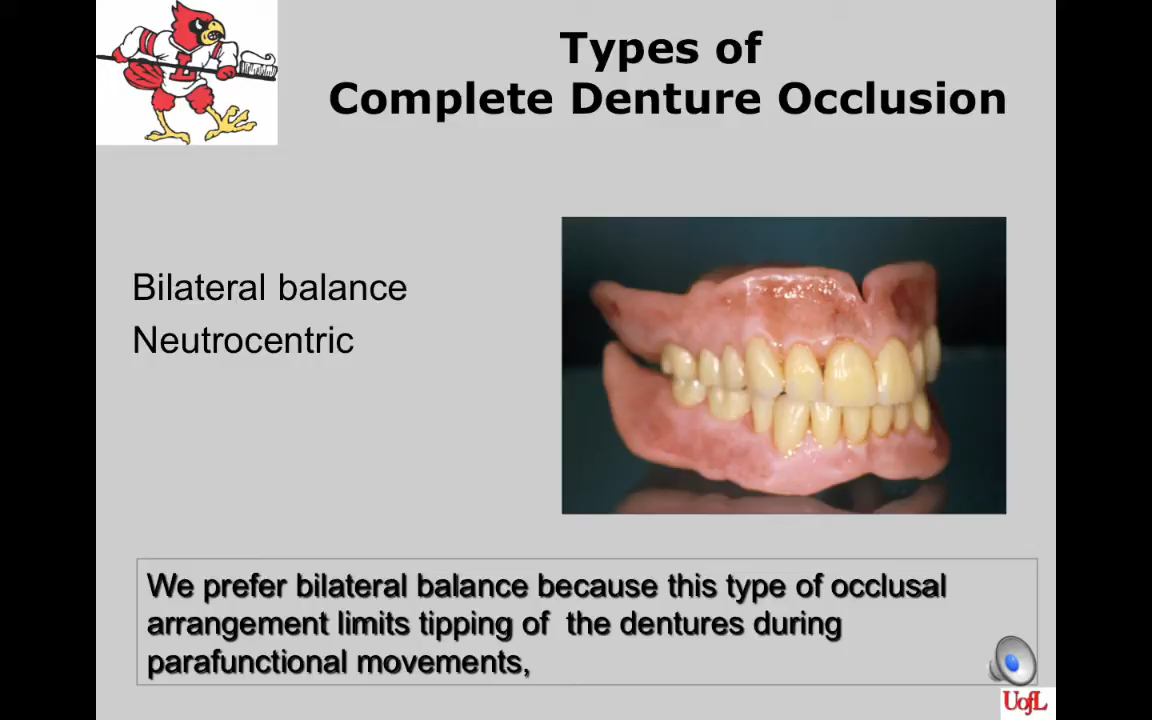 Types of
Complete Denture Occlusion
Bilateral balance
Neutrocentric
We prefer bilateral balance because this type of occlusal
arrangement limits tipping of  the dentures during
parafunctional movements,
UofL